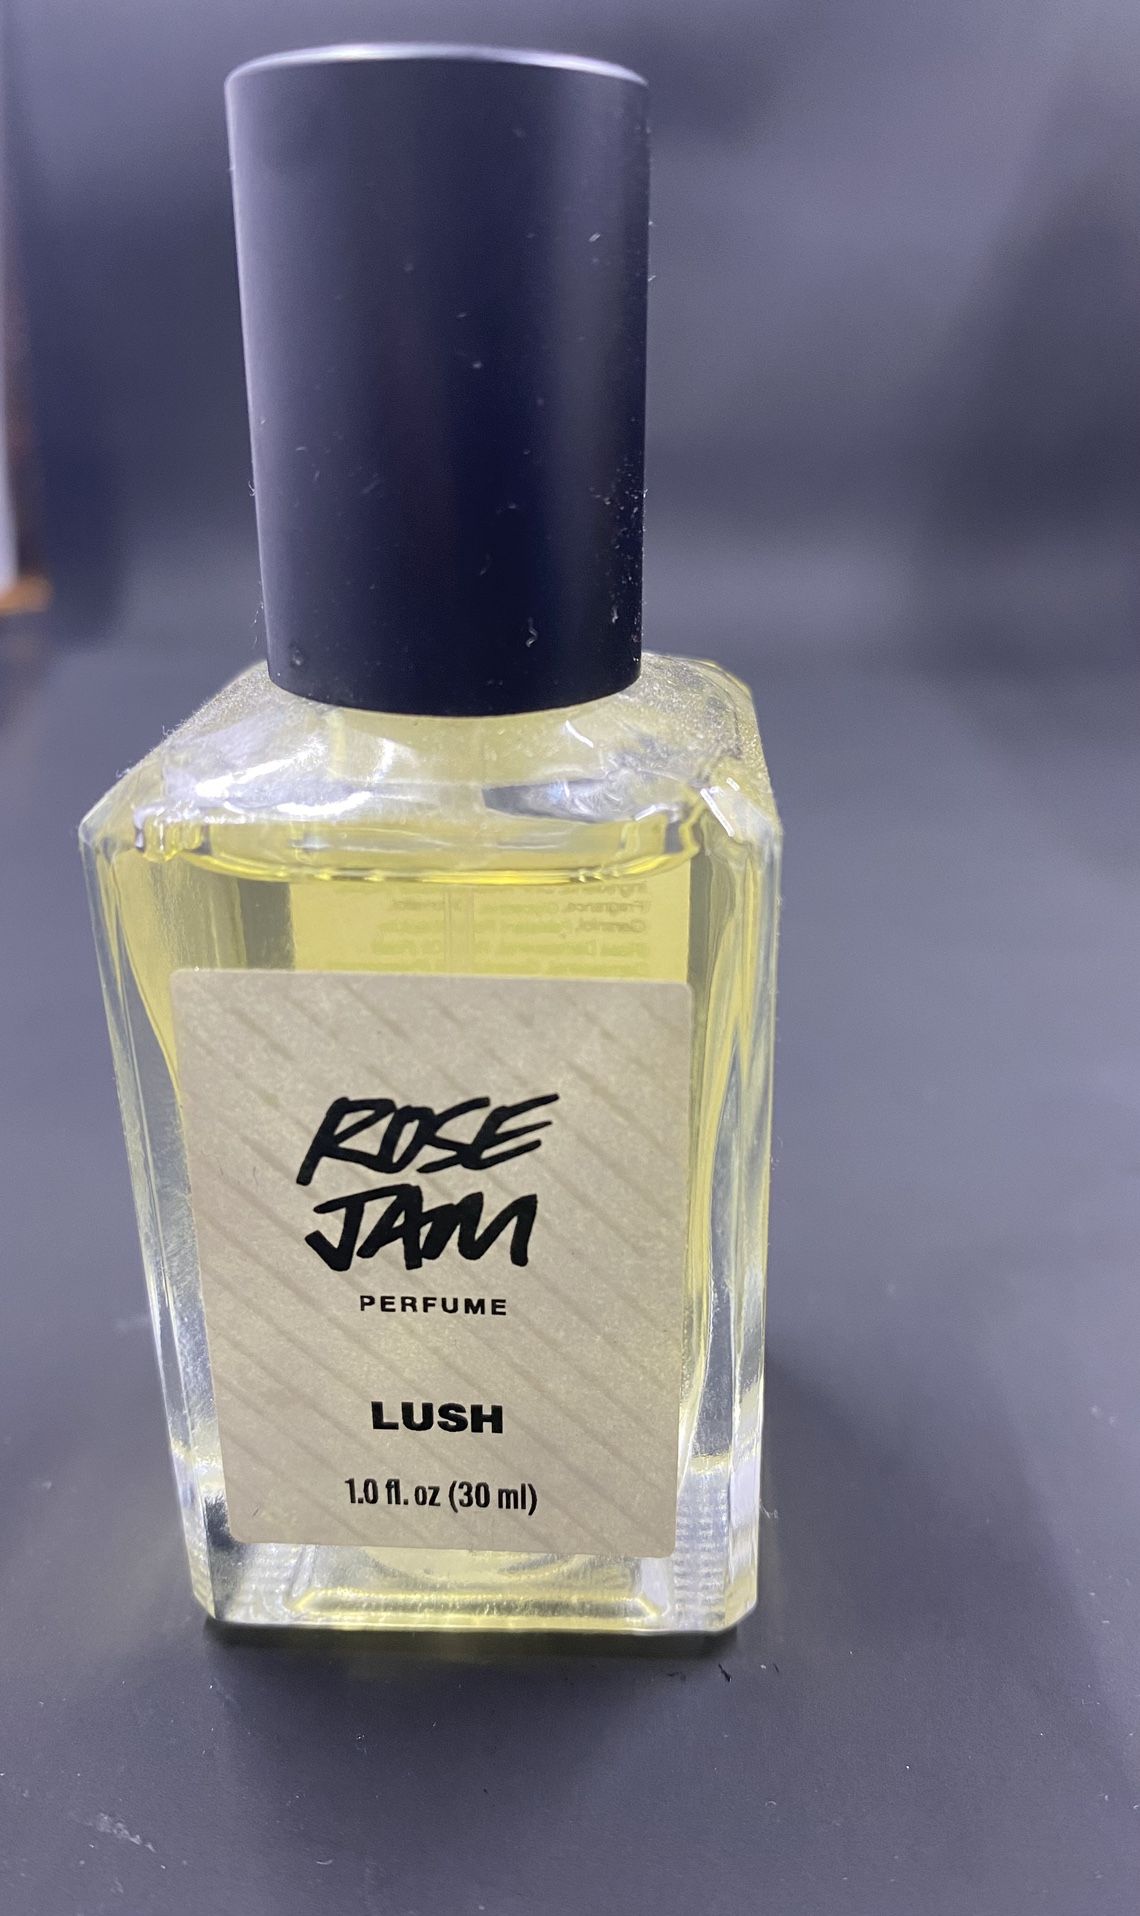 ROSE
JAM
PERFUME
LUSH
1.0 fl. oz (30 ml)